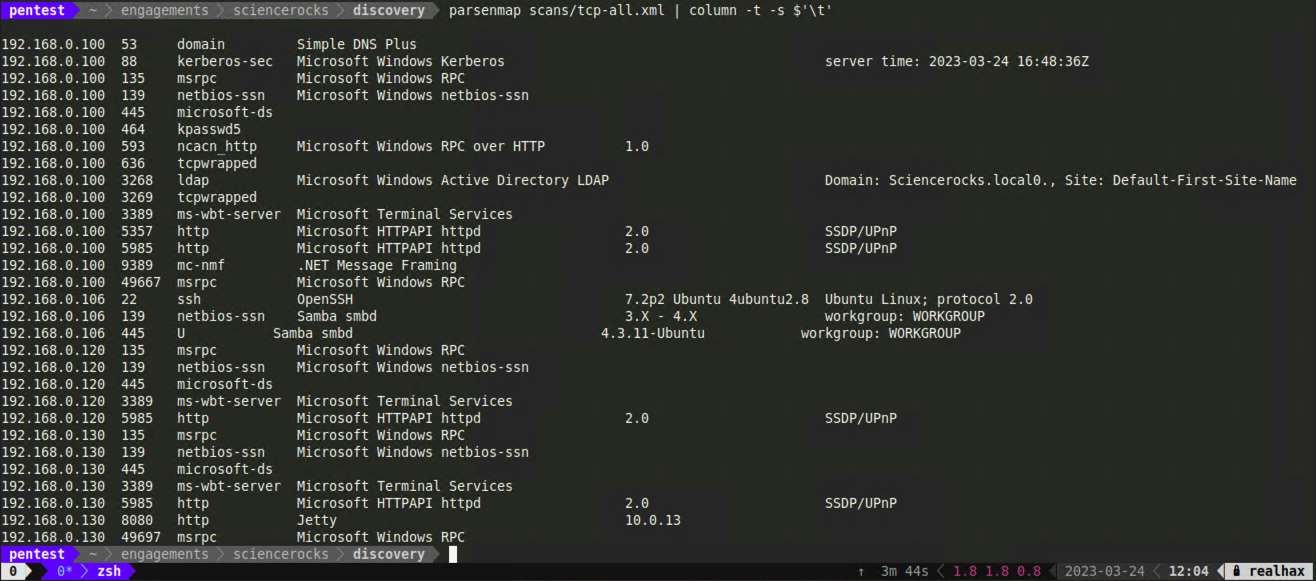 pentest ~ engagements sciencerocks discovery parsenmap scans/tcp-all.xml | column -t -s $'\t'
192.168.0.100 53 domain Simple DNS Plus
192.168.0.100 88 kerberos-sec Microsoft Windows Kerberos server time: 2023-03-24 16:48:36Z
192.168.0.100 135 msrpc Microsoft Windows RPC
192.168.0.100 139 netbios-ssn Microsoft Windows netbios-ssn
192.168.0.100 445 microsoft-ds
192.168.0.100 464 kpasswd5
192.168.0.100 593 ncacn_http Microsoft Windows RPC over HTTP 1.0
192.168.0.100 636 tcpwrapped
192.168.0.100 3268 ldap Microsoft Windows Active Directory LDAP Domain: Sciencerocks.local0., Site: Default-First-Site-Name
192.168.0.100 3269 tcpwrapped
192.168.0.100 3389 ms-wbt-server Microsoft Terminal Services
192.168.0.100 5357 http Microsoft HTTPAPI httpd 2.0 SSDP/UPnP
192.168.0.100 5985 http Microsoft HTTPAPI httpd 2.0 SSDP/UPnP
192.168.0.100 9389 mc-nmf .NET Message Framing
192.168.0.100 49667 msrpc Microsoft Windows RPC
192.168.0.106 22 ssh OpenSSH 7.2p2 Ubuntu 4ubuntu2.8 Ubuntu Linux; protocol 2.0
192.168.0.106 139 netbios-ssn Samba smbd 3.X - 4.X workgroup: WORKGROUP
192.168.0.106 445 U Samba smbd 4.3.11-Ubuntu workgroup: WORKGROUP
192.168.0.120 135 msrpc Microsoft Windows RPC
192.168.0.120 139 netbios-ssn Microsoft Windows netbios-ssn
192.168.0.120 445 microsoft-ds
192.168.0.120 3389 ms-wbt-server Microsoft Terminal Services
192.168.0.120 5985 http Microsoft HTTPAPI httpd 2.0 SSDP/UPnP
192.168.0.130 135 msrpc Microsoft Windows RPC
192.168.0.130 139 netbios-ssn Microsoft Windows netbios-ssn
192.168.0.130 445 microsoft-ds
192.168.0.130 3389 ms-wbt-server Microsoft Terminal Services
192.168.0.130 5985 http Microsoft HTTPAPI httpd 2.0 SSDP/UPnP
192.168.0.130 8080 http Jetty 10.0.13
192.168.0.130 49697 msrpc Microsoft Windows RPC
pentest ~ engagements sciencerocks discovery
0 0* zsh ↑ 3m 44s 1.8 1.8 0.8 2023-03-24 12:04 realhax